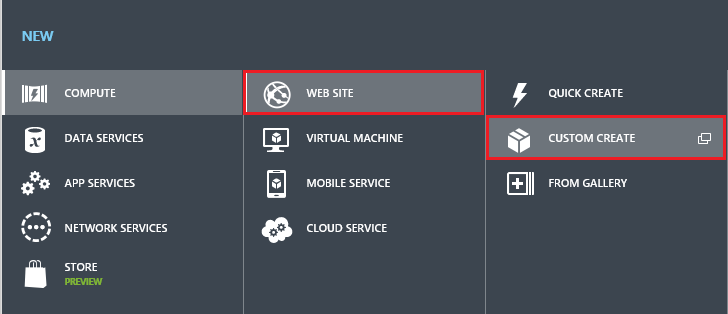 NEW
COMPUTE
DATA SERVICES
APP SERVICES
NETWORK SERVICES
STORE
PREVIEW
WEB SITE
VIRTUAL MACHINE
MOBILE SERVICE
CLOUD SERVICE
QUICK CREATE
CUSTOM CREATE
FROM GALLERY